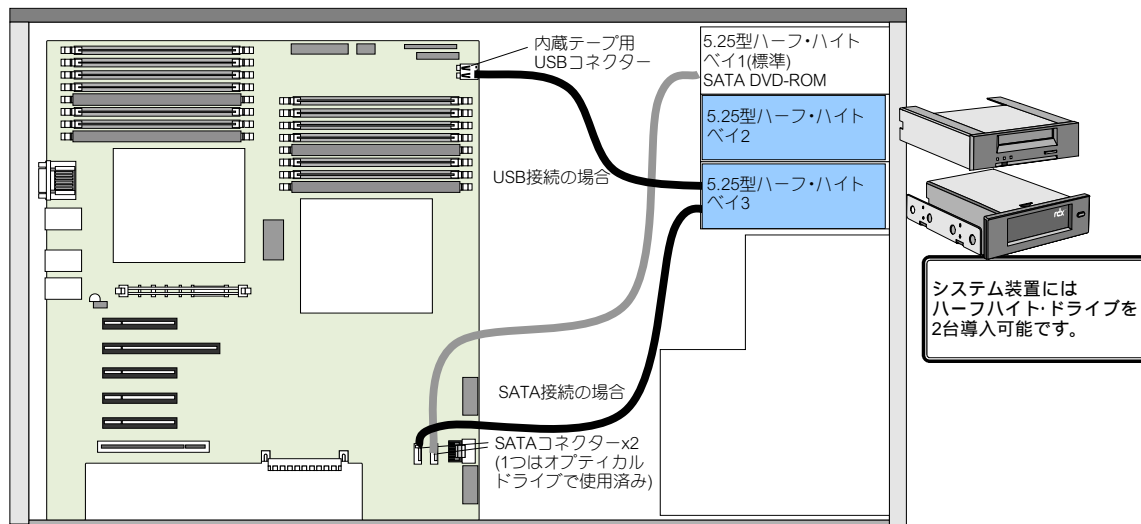 内蔵テープ用
USBコネクター
5.25型ハーフ・ハイト
ベイ1(標準)
SATA DVD-ROM
5.25型ハーフ・ハイト
ベイ2
USB接続の場合
5.25型ハーフ・ハイト
ベイ3
rdx
システム装置には
ハーフハイト・ドライブを
2台導入可能です。
SATA接続の場合
SATAコネクターx2
(1つはオプティカル
ドライブで使用済み)